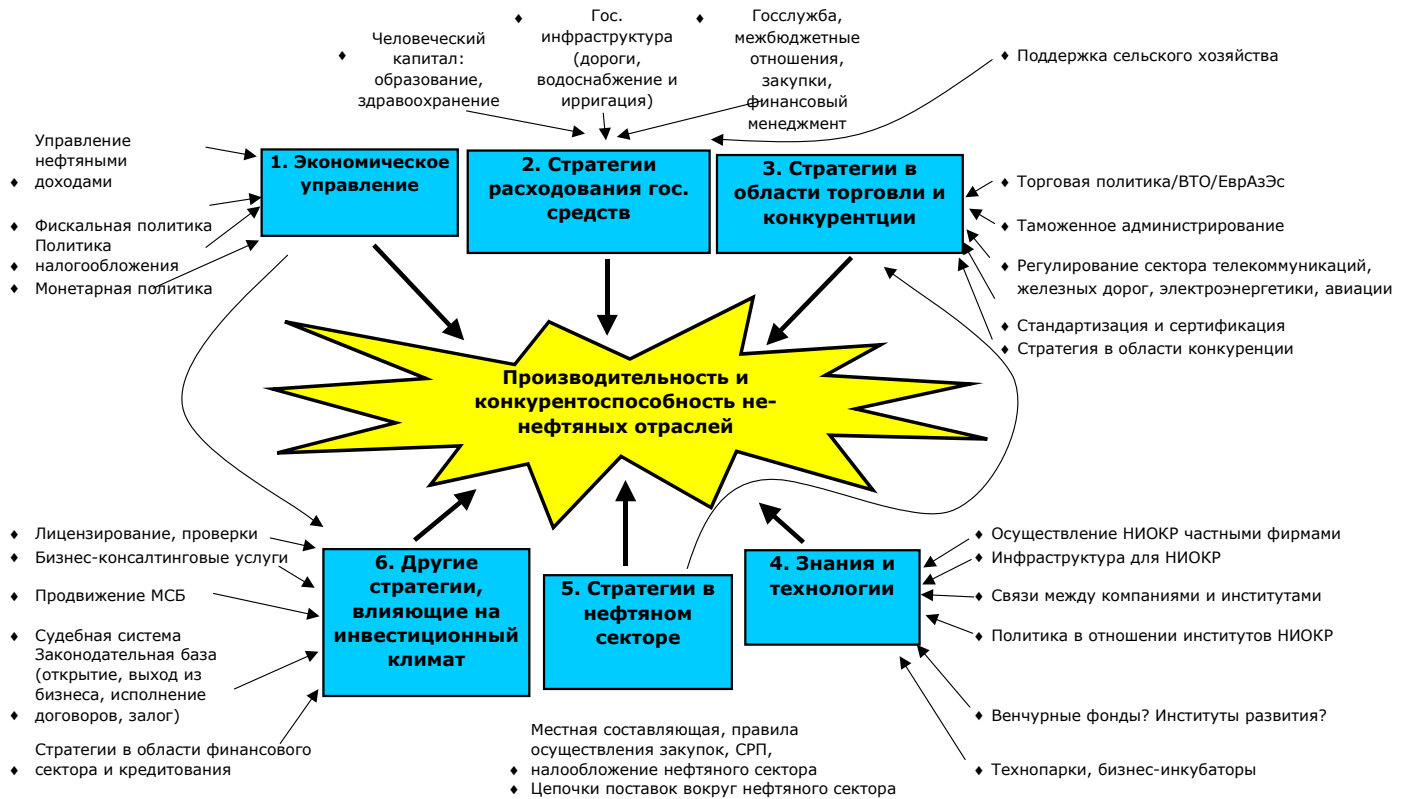 Человеческий
капитал:
образование,
здравоохранение
Гос.
инфраструктура
(дороги,
водоснабжение и
ирригация)
Госслужба,
межбюджетные
отношения,
закупки,
финансовый
менеджмент
Поддержка сельского хозяйства
Управление
нефтяными
доходами
Фискальная политика
Политика
налогообложения
Монетарная политика
1. Экономическое
управление
2. Стратегии
расходования гос.
средств
3. Стратегии в
области торговли и
конкурентции
Торговая политика/ВТО/ЕврАзЭс
Таможенное администрирование
Регулирование сектора телекоммуникаций,
железных дорог, электроэнергетики, авиации
Стандартизация и сертификация
Стратегия в области конкуренции
Производительность и
конкурентоспособность не-
нефтяных отраслей
Лицензирование, проверки
Бизнес-консалтинговые услуги
Продвижение МСБ
Судебная система
Законодательная база
(открытие, выход из
бизнеса, исполнение
договоров, залог)
Стратегии в области финансового
сектора и кредитования
6. Другие
стратегии,
влияющие на
инвестиционный
климат
5. Стратегии в
нефтяном
секторе
4. Знания и
технологии
Осуществление НИОКР частными фирмами
Инфраструктура для НИОКР
Связи между компаниями и институтами
Политика в отношении институтов НИОКР
Венчурные фонды? Институты развития?
Технопарки, бизнес-инкубаторы
Местная составляющая, правила
осуществления закупок, СРП,
налообложение нефтяного сектора
Цепочки поставок вокруг нефтяного сектора